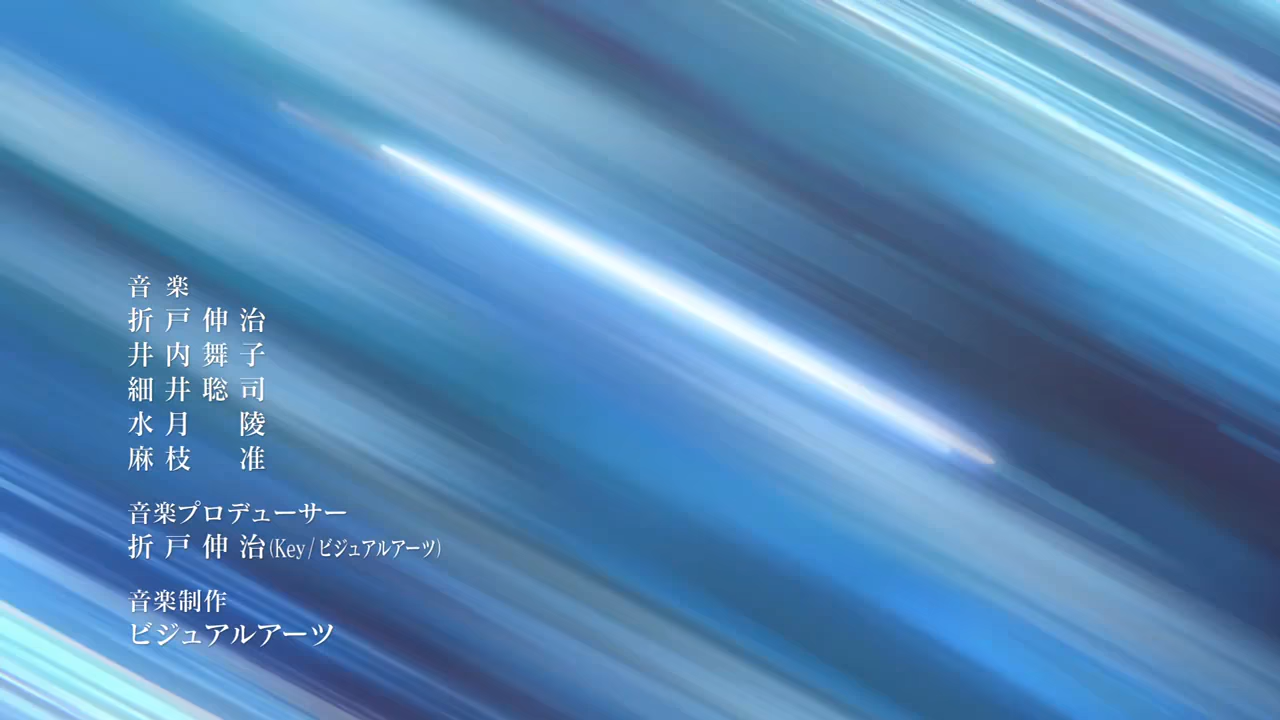 音楽
折戸伸治
井内舞子
細井聡司
水月 陵
麻枝 准
音楽プロデューサー
折戸伸治(Key/ビジュアルアーツ)
音楽制作
ビジュアルアーツ